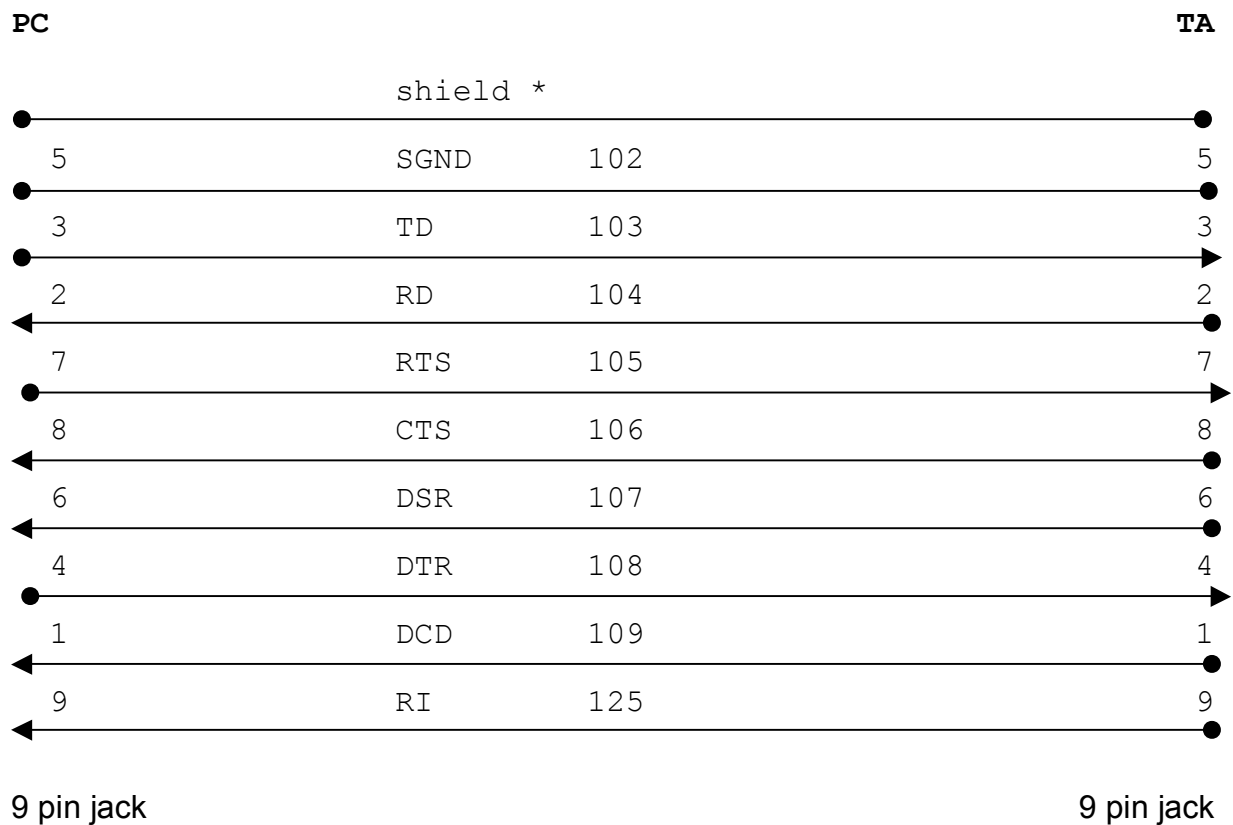 PC TA
shield *
5 SGND 102 5
3 TD 103 3
2 RD 104 2
7 RTS 105 7
8 CTS 106 8
6 DSR 107 6
4 DTR 108 4
1 DCD 109 1
9 RI 125 9
9 pin jack 9 pin jack